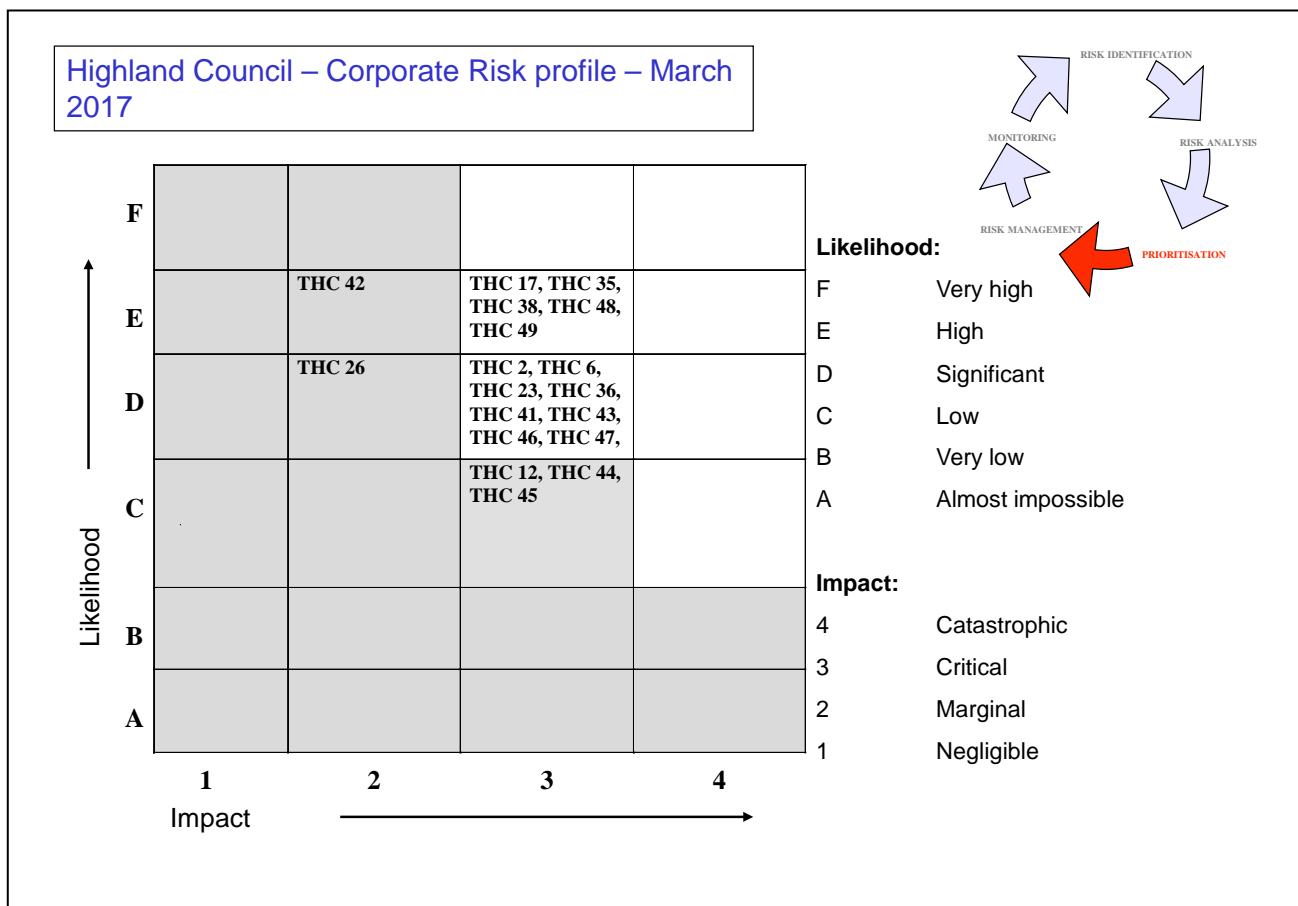 Highland Council – Corporate Risk profile – March
2017
RISK IDENTIFICATION
MONITORING
RISK ANALYSIS
RISK MANAGEMENT
PRIORITISATION
F
E
THC 42
THC 17, THC 35,
THC 38, THC 48,
THC 49
D
THC 26
THC 2, THC 6,
THC 23, THC 36,
THC 41, THC 43,
THC 46, THC 47,
C
THC 12, THC 44,
THC 45
B
A
Likelihood
1 2 3 4
Impact
Likelihood:
F Very high
E High
D Significant
C Low
B Very low
A Almost impossible
Impact:
4 Catastrophic
3 Critical
2 Marginal
1 Negligible